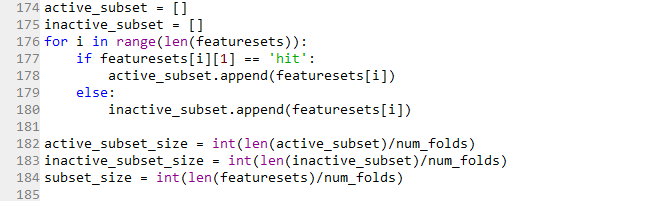 174 active_subset = []
175 inactive_subset = []
176 for i in range(len(featuresets)):
177     if featuresets[i][1] == 'hit':
178         active_subset.append(featuresets[i])
179     else:
180         inactive_subset.append(featuresets[i])
181
182 active_subset_size = int(len(active_subset)/num_folds)
183 inactive_subset_size = int(len(inactive_subset)/num_folds)
184 subset_size = int(len(featuresets)/num_folds)
185